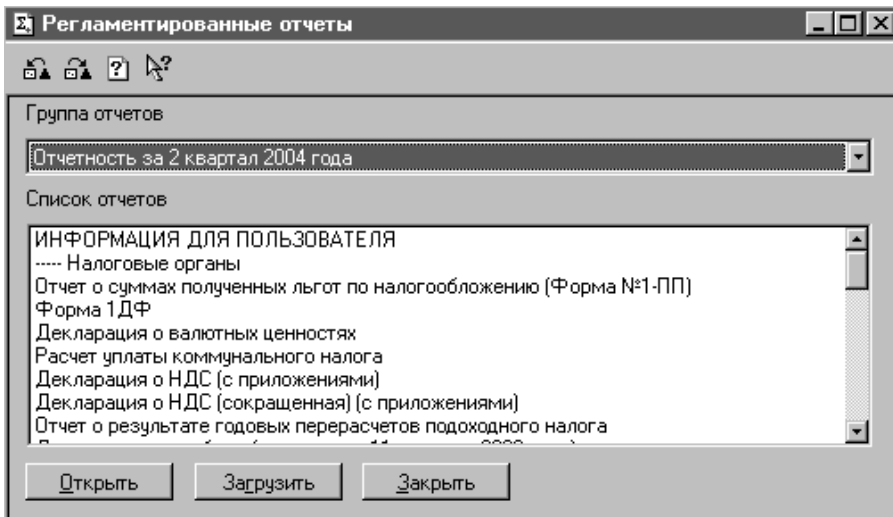 Регламентированные отчеты
Группа отчетов
Отчетность за 2 квартал 2004 года
Список отчетов
ИНФОРМАЦИЯ ДЛЯ ПОЛЬЗОВАТЕЛЯ
----- Налоговые органы
Отчет о суммах полученных льгот по налогообложению (Форма №1-ПП)
Форма 1ДФ
Декларация о валютных ценностях
Расчет уплаты коммунального налога
Декларация о НДС (с приложениями)
Декларация о НДС (сокращенная) (с приложениями)
Отчет о результате годовых перерасчетов подоходного налога
Открыть Загрузить Закрыть